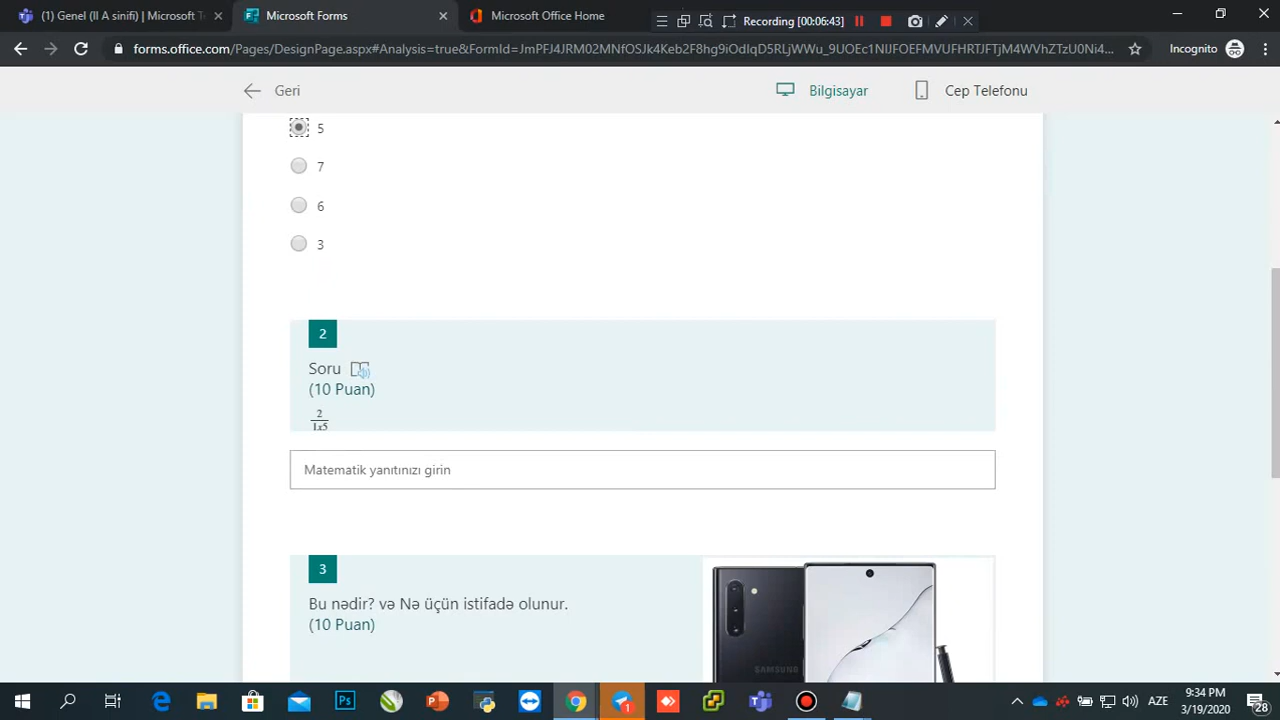 (1) Genel (II A sinifi) | Microsoft T
Microsoft Forms
Microsoft Office Home
Recording [00:06:43]
forms.office.com/Pages/DesignPage.aspx#Analysis=true&FormId=JmPFJ4JRM02MNfOSJk4Keb2F8hg9iOdIqD5RLjWWu_9UOEc1NlJFOEFMVUFHRTJFTjM4WVhZTzU0Ni4...
Incognito
Geri
Bilgisayar
Cep Telefonu
5
7
6
3
2
Soru
(10 Puan)
2
1x5
Matematik yanıtınızı girin
3
Bu nədir? və Nə üçün istifadə olunur.
(10 Puan)
SAMSUNG
AZE
9:34 PM
3/19/2020
28